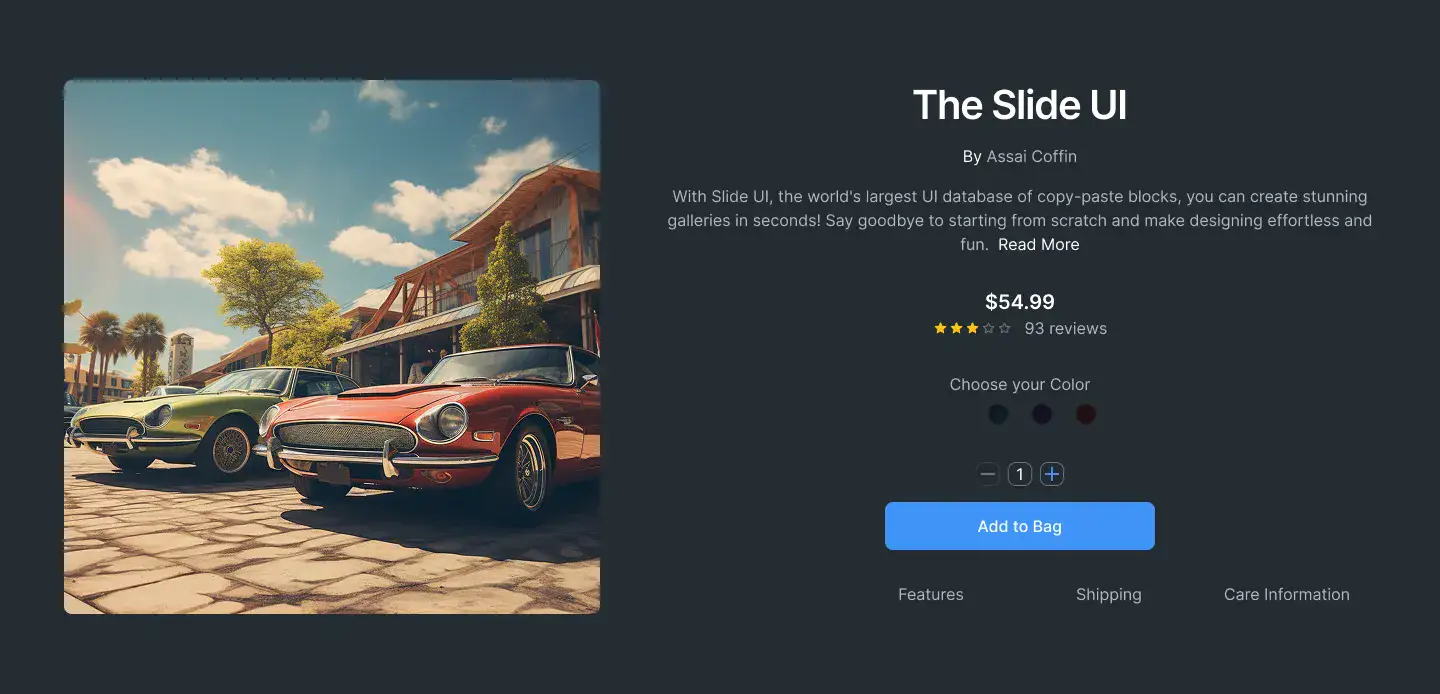 The Slide UI
By Assai Coffin
With Slide UI, the world's largest UI database of copy-paste blocks, you can create stunning
galleries in seconds! Say goodbye to starting from scratch and make designing effortless and
fun. Read More
$54.99
93 reviews
Choose your Color
1
Add to Bag
Features Shipping Care Information